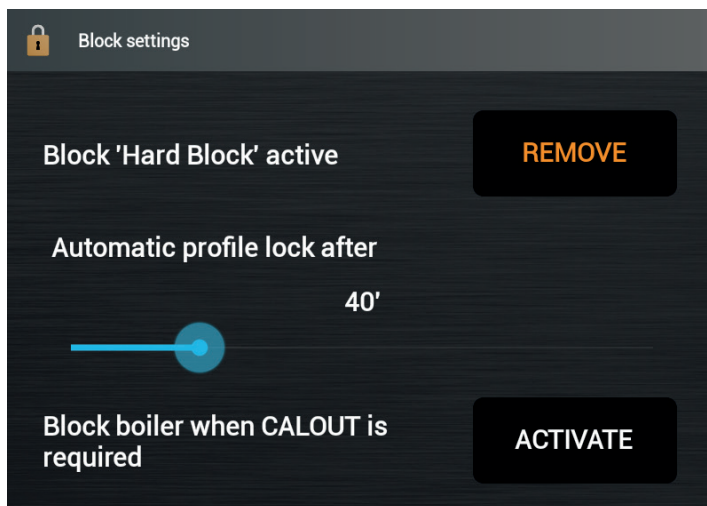 Block settings
Block 'Hard Block' active
REMOVE
Automatic profile lock after
40'
Block boiler when CALOUT is
required
ACTIVATE